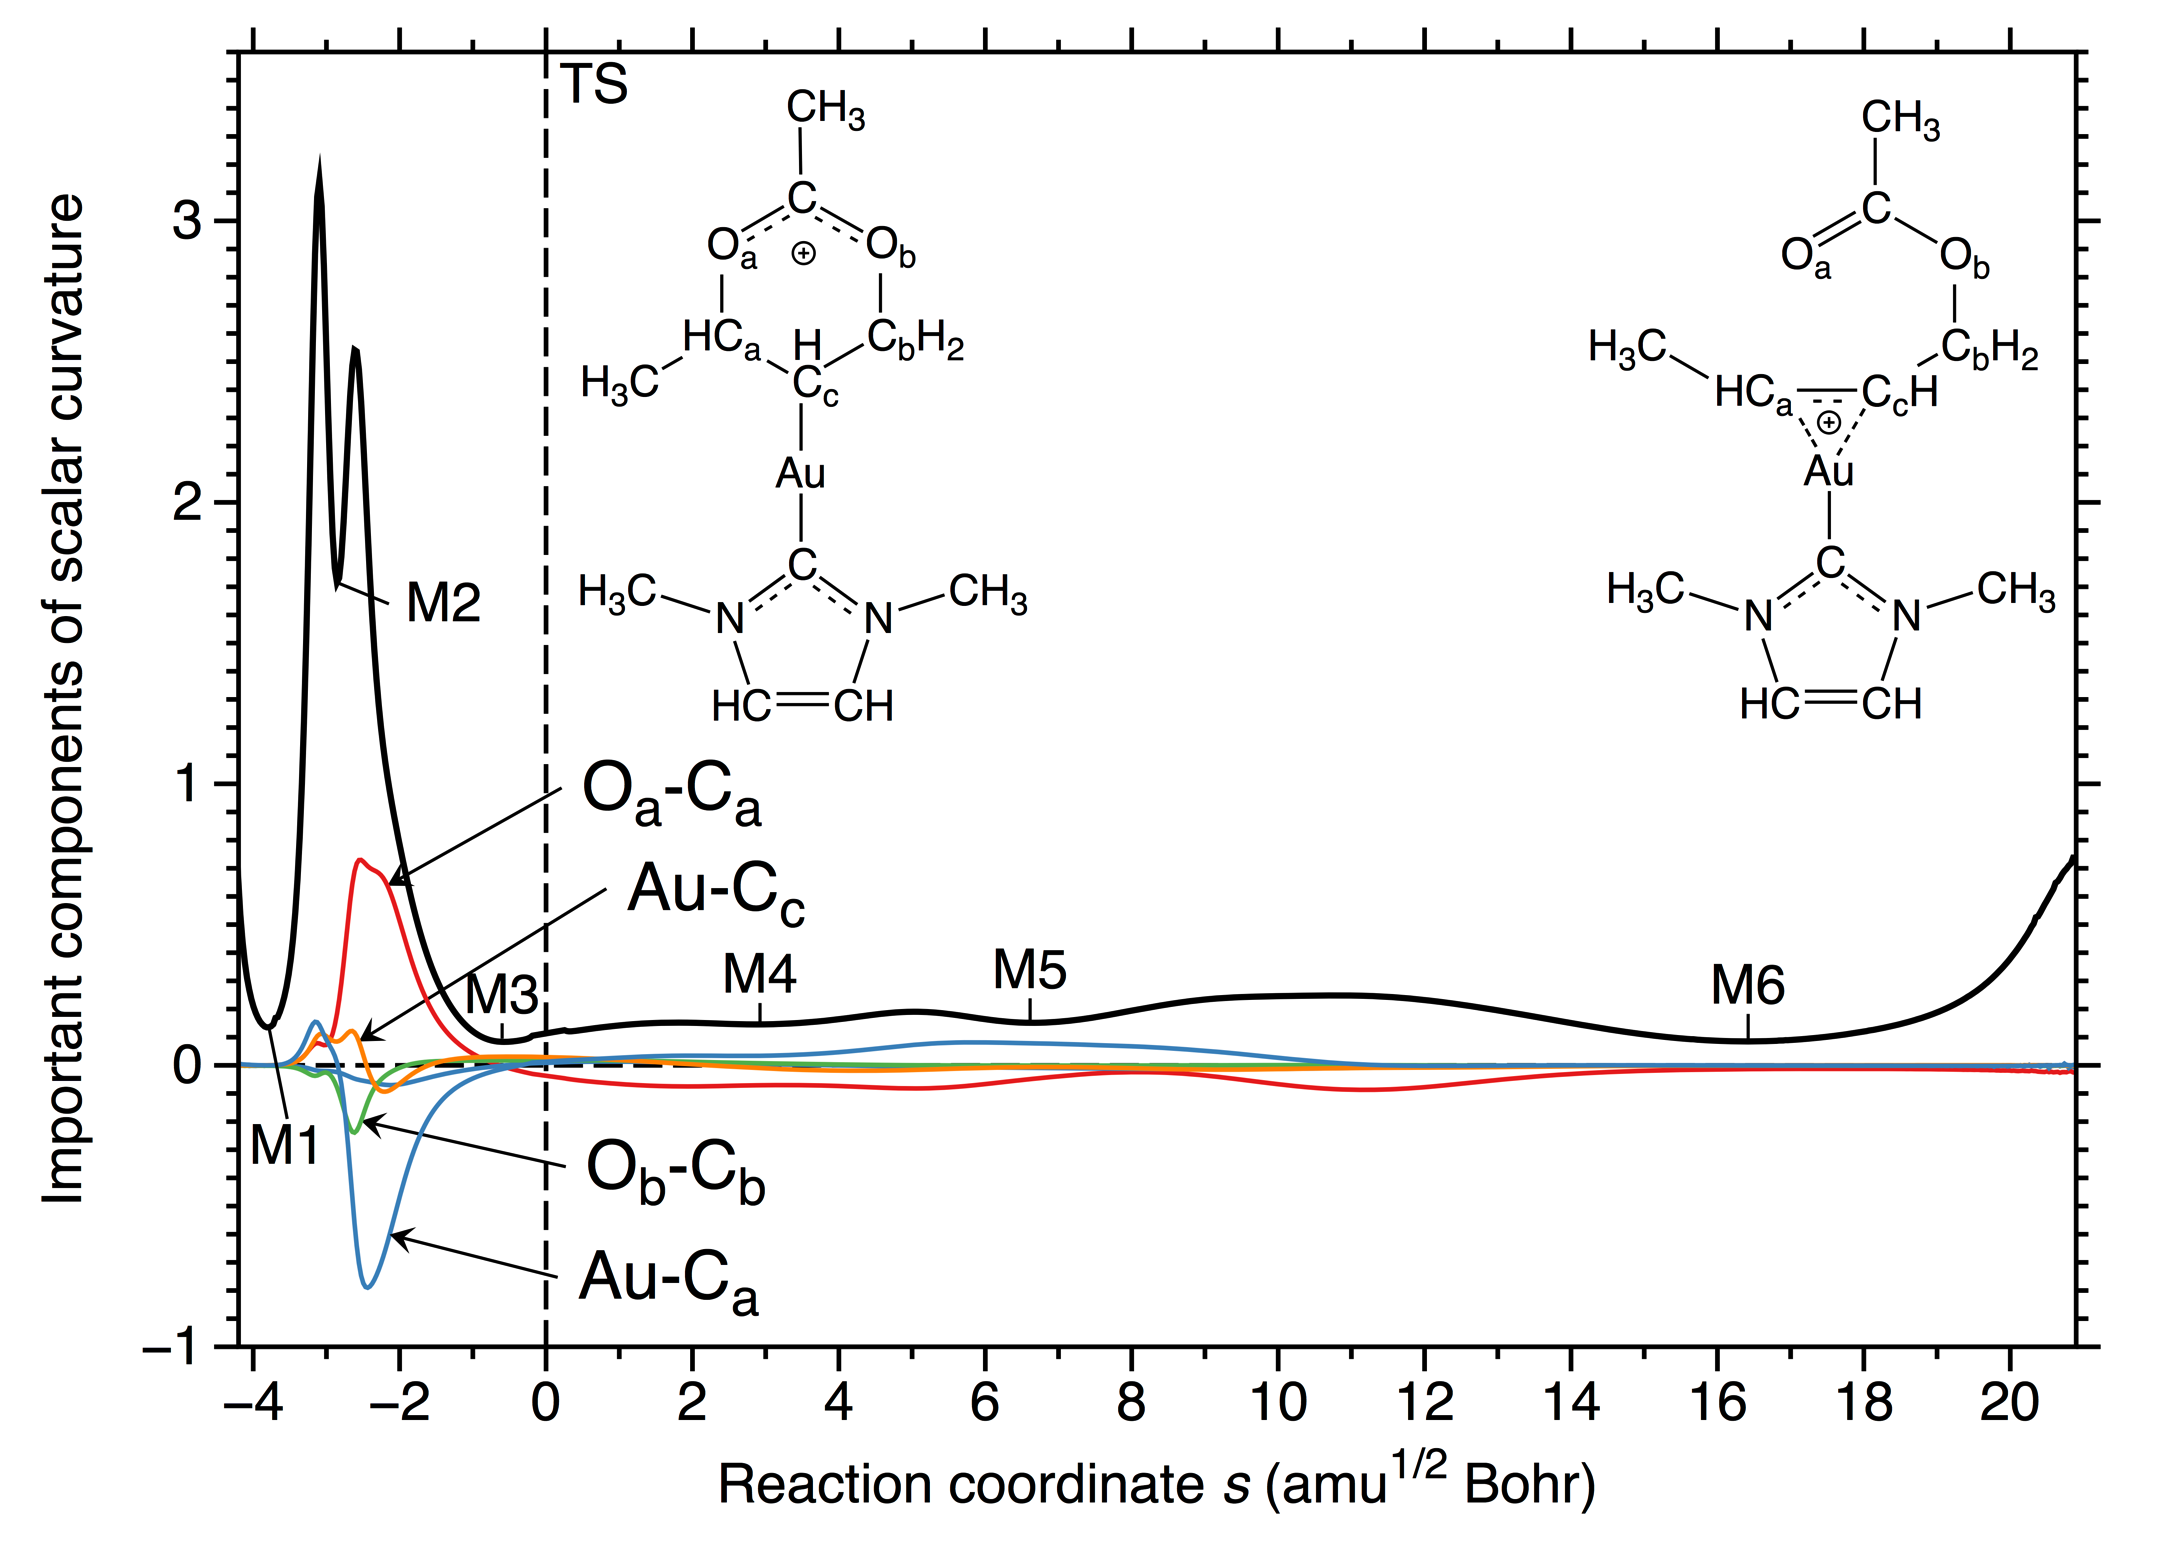 TS
CH3
C
Oa
Ob
⊕
HCa
H
CbH2
H3C
Cc
Au
C
H3C
N
N
CH3
HC
CH
CH3
C
Oa
Ob
H3C
CbH2
HCa
CcH
⊕
Au
C
H3C
N
N
CH3
HC
CH
M2
Oa-Ca
Au-Cc
M3
M4
M5
M6
M1
Ob-Cb
Au-Ca
3
2
1
0
−1
Important components of scalar curvature
−4 −2 0 2 4 6 8 10 12 14 16 18 20
Reaction coordinate s (amu1/2 Bohr)